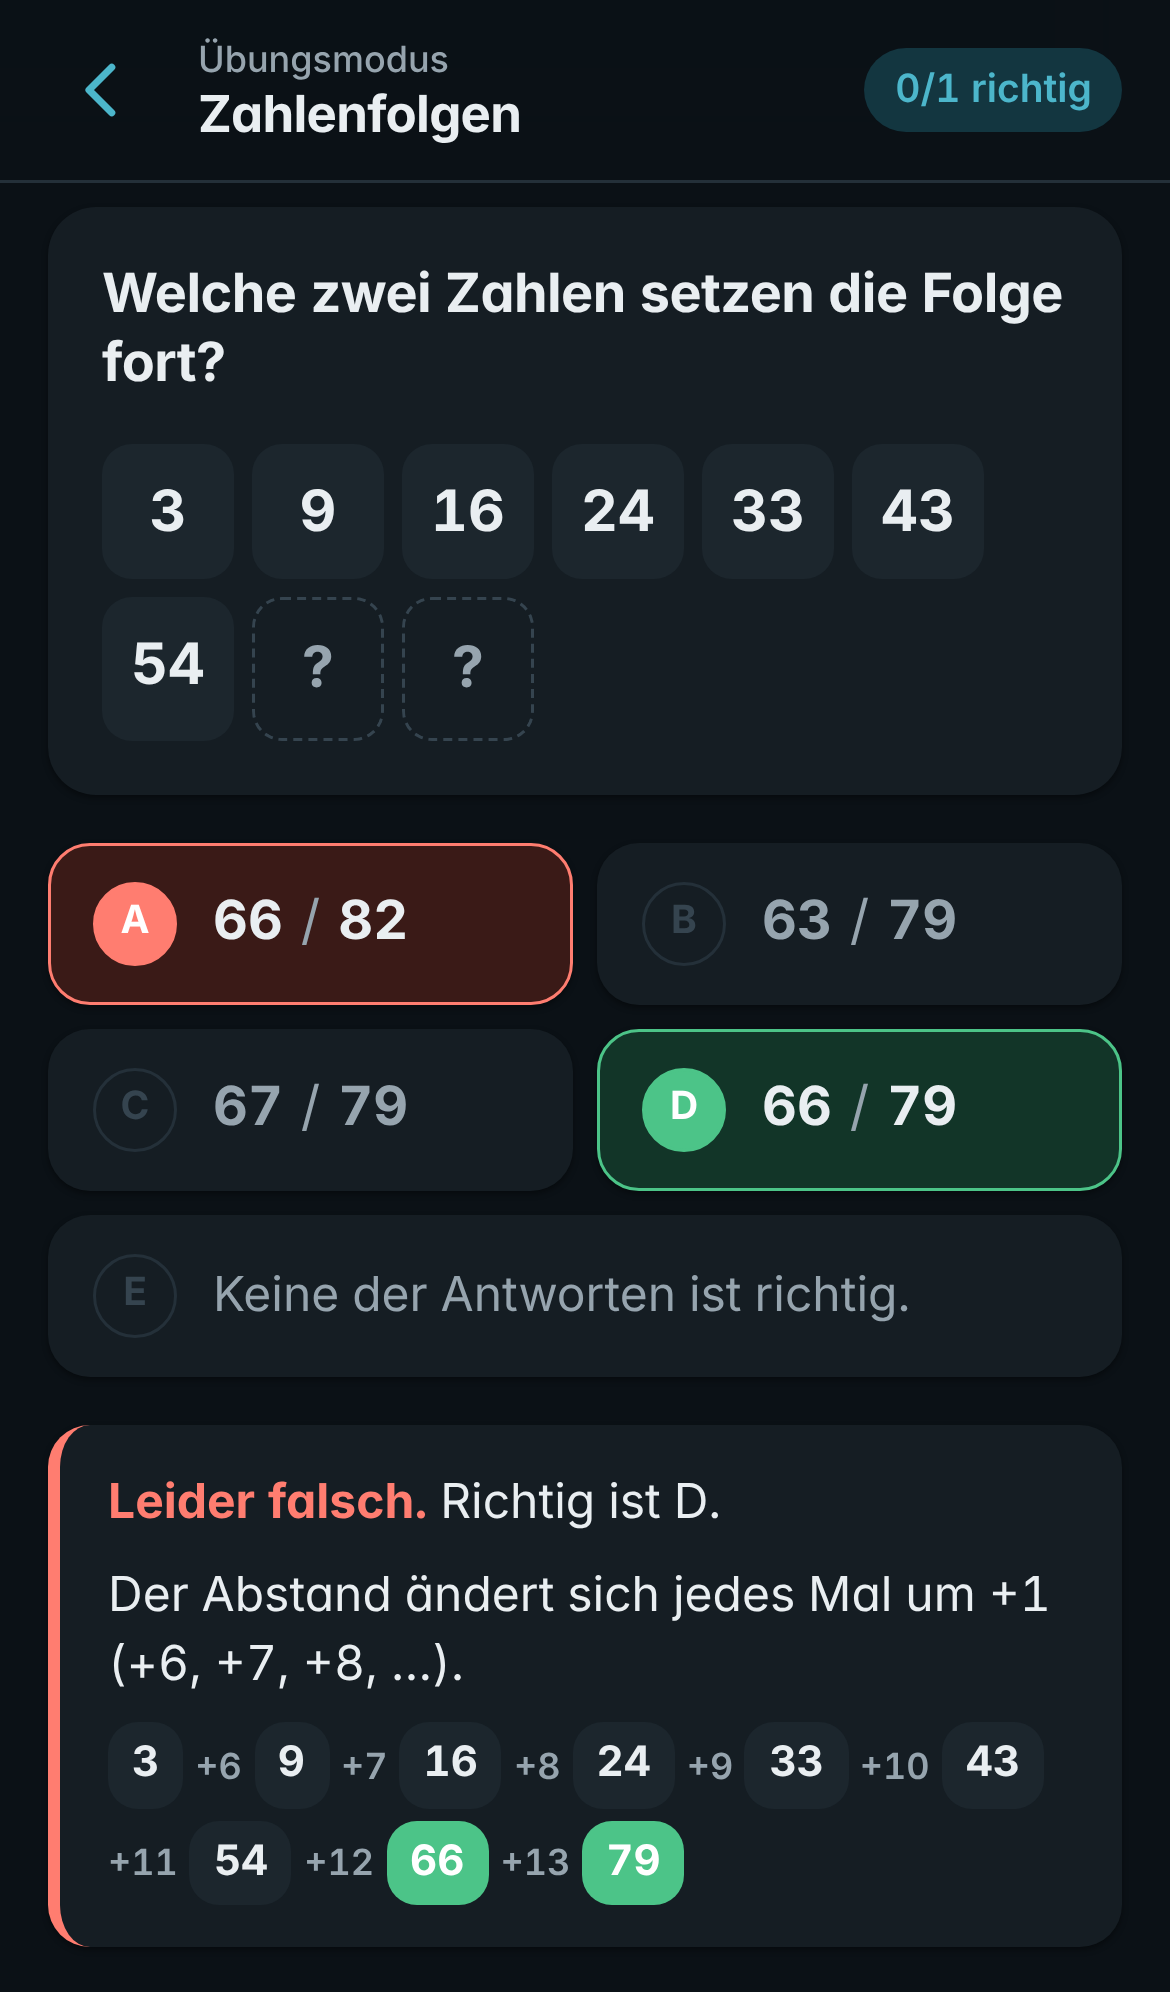 Übungsmodus
Zahlenfolgen
0/1 richtig
Welche zwei Zahlen setzen die Folge
fort?
3 9 16 24 33 43
54 ? ?
A 66 / 82
B 63 / 79
C 67 / 79
D 66 / 79
E Keine der Antworten ist richtig.
Leider falsch. Richtig ist D.
Der Abstand ändert sich jedes Mal um +1
(+6, +7, +8, ...).
3 +6 9 +7 16 +8 24 +9 33 +10 43
+11 54 +12 66 +13 79